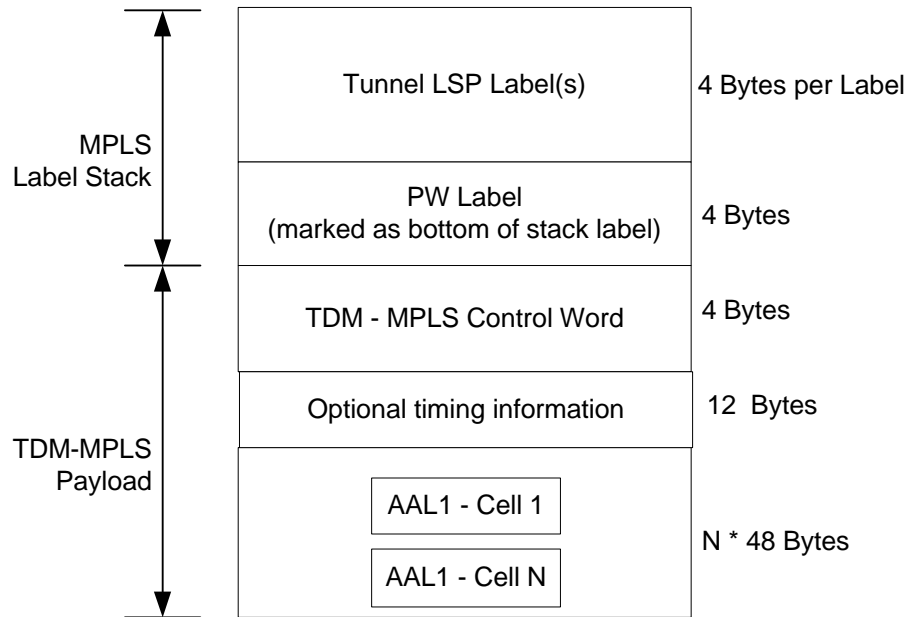 Tunnel LSP Label(s)
4 Bytes per Label
MPLS
Label Stack
PW Label
(marked as bottom of stack label)
4 Bytes
TDM - MPLS Control Word
4 Bytes
Optional timing information
12 Bytes
TDM-MPLS
Payload
AAL1 - Cell 1
N * 48 Bytes
AAL1 - Cell N